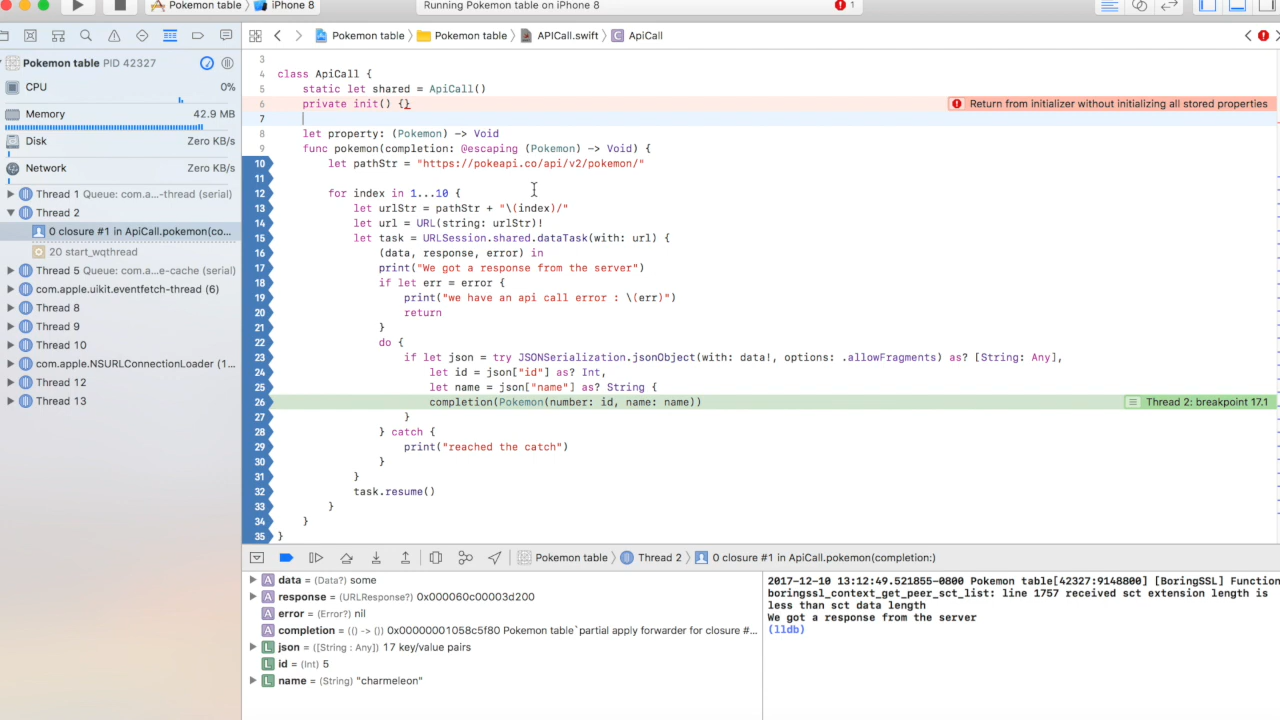 Pokemon table
iPhone 8
Running Pokemon table on iPhone 8
1
Pokemon table
Pokemon table
APICall.swift
ApiCall
Pokemon table PID 42327
CPU 0%
Memory 42.9 MB
Disk Zero KB/s
Network Zero KB/s
Thread 1 Queue: com.a...-thread (serial)
Thread 2
0 closure #1 in ApiCall.pokemon(co...
20 start_wqthread
Thread 5 Queue: com.a...e-cache (serial)
com.apple.uikit.eventfetch-thread (6)
Thread 8
Thread 9
Thread 10
com.apple.NSURLConnectionLoader (1...
Thread 12
Thread 13
3
4 class ApiCall {
5 static let shared = ApiCall()
6 private init() {}
Return from initializer without initializing all stored properties
7
8 let property: (Pokemon) -> Void
9 func pokemon(completion: @escaping (Pokemon) -> Void) {
10 let pathStr = "https://pokeapi.co/api/v2/pokemon/"
11
12 for index in 1...10 {
13 let urlStr = pathStr + "\(index)/"
14 let url = URL(string: urlStr)!
15 let task = URLSession.shared.dataTask(with: url) {
16 (data, response, error) in
17 print("We got a response from the server")
18 if let err = error {
19 print("we have an api call error : \(err)")
20 return
21 }
22 do {
23 if let json = try JSONSerialization.jsonObject(with: data!, options: .allowFragments) as? [String: Any],
24 let id = json["id"] as? Int,
25 let name = json["name"] as? String {
26 completion(Pokemon(number: id, name: name))
Thread 2: breakpoint 17.1
27 }
28 } catch {
29 print("reached the catch")
30 }
31 }
32 task.resume()
33 }
34 }
35 }
Pokemon table
Thread 2
0 closure #1 in ApiCall.pokemon(completion:)
A data = (Data?) some
A response = (URLResponse?) 0x000060c00003d200
A error = (Error?) nil
A completion = (() -> ()) 0x00000001058c5f80 Pokemon table`partial apply forwarder for closure #...
L json = ([String : Any]) 17 key/value pairs
L id = (Int) 5
L name = (String) "charmeleon"
2017-12-10 13:12:49.521855-0800 Pokemon table[42327:9148800] [BoringSSL] Function
boringssl_context_get_peer_sct_list: line 1757 received sct extension length is
less than sct data length
We got a response from the server
(lldb)